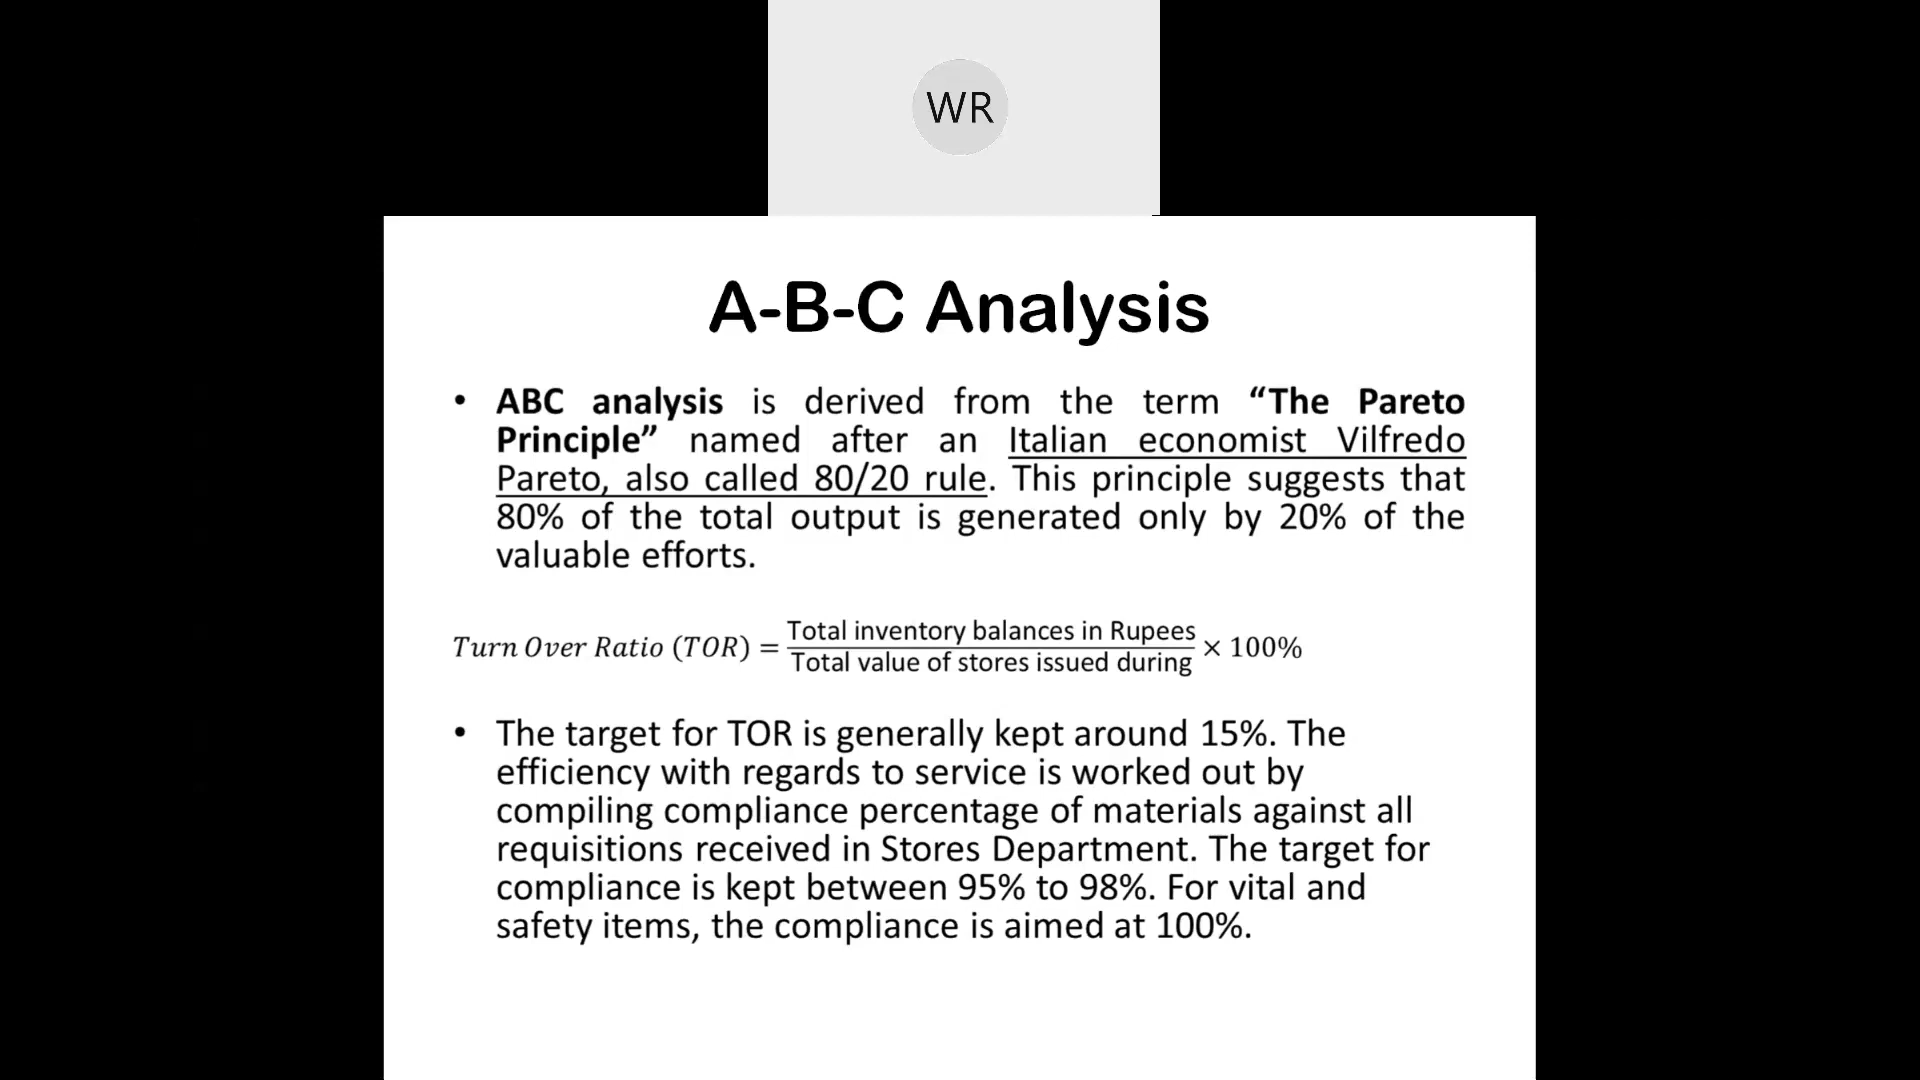 WR
A-B-C Analysis
• ABC analysis is derived from the term “The Pareto
Principle” named after an Italian economist Vilfredo
Pareto, also called 80/20 rule. This principle suggests that
80% of the total output is generated only by 20% of the
valuable efforts.
Turn Over Ratio (TOR) = Total inventory balances in Rupees / Total value of stores issued during × 100%
• The target for TOR is generally kept around 15%. The
efficiency with regards to service is worked out by
compiling compliance percentage of materials against all
requisitions received in Stores Department. The target for
compliance is kept between 95% to 98%. For vital and
safety items, the compliance is aimed at 100%.